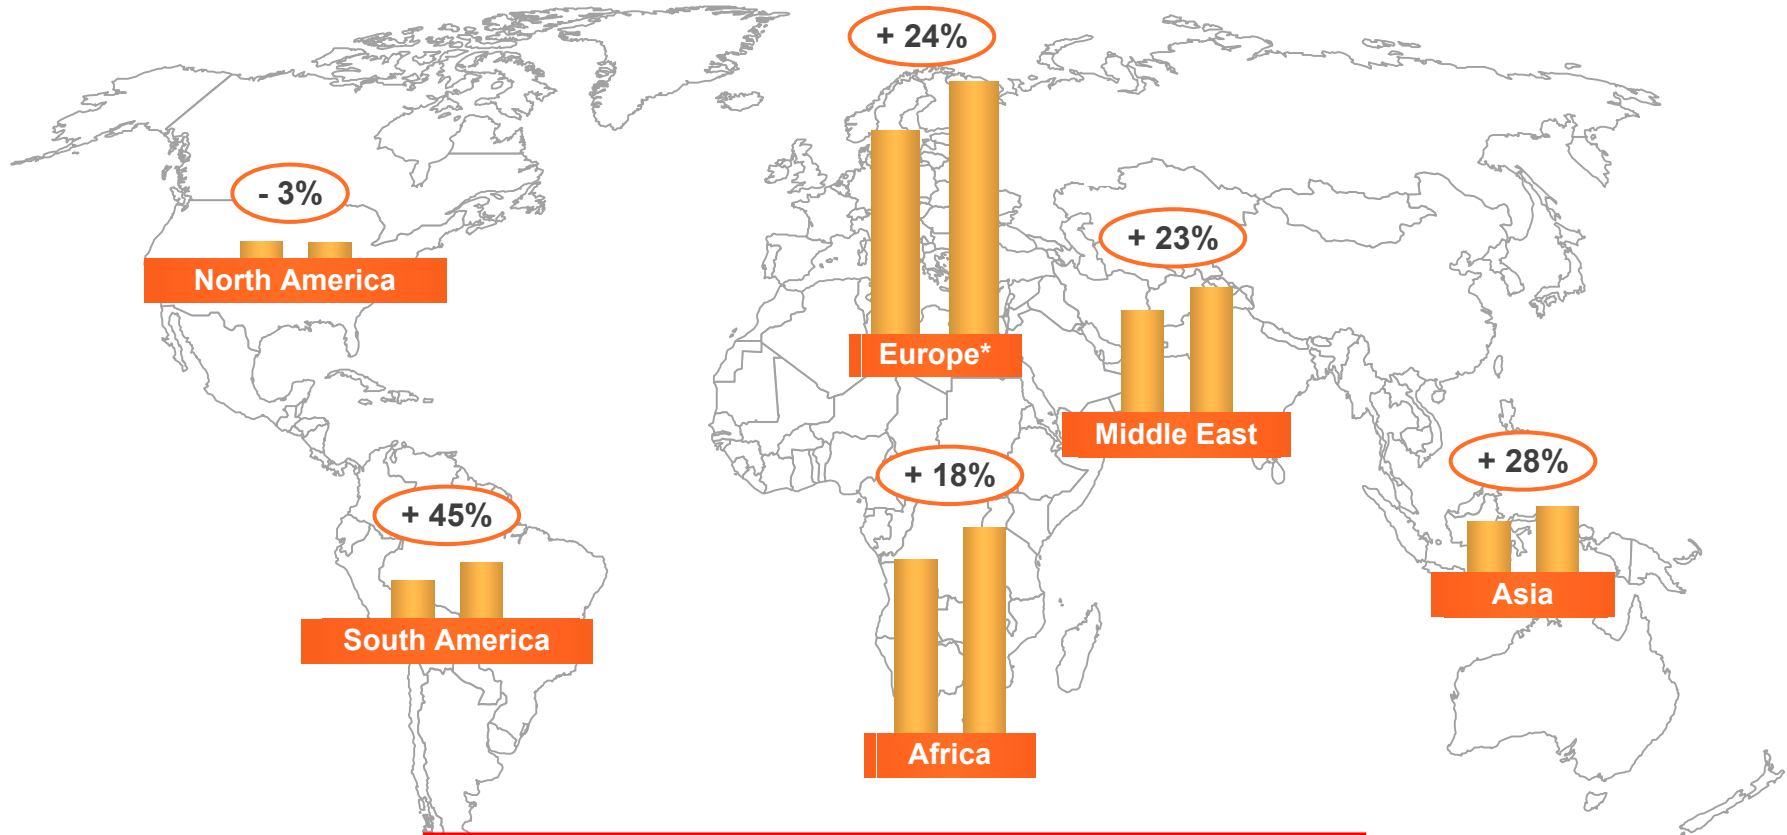 + 24%
- 3%
+ 23%
North America
Europe*
Middle East
+ 18%
+ 28%
+ 45%
Asia
South America
Africa